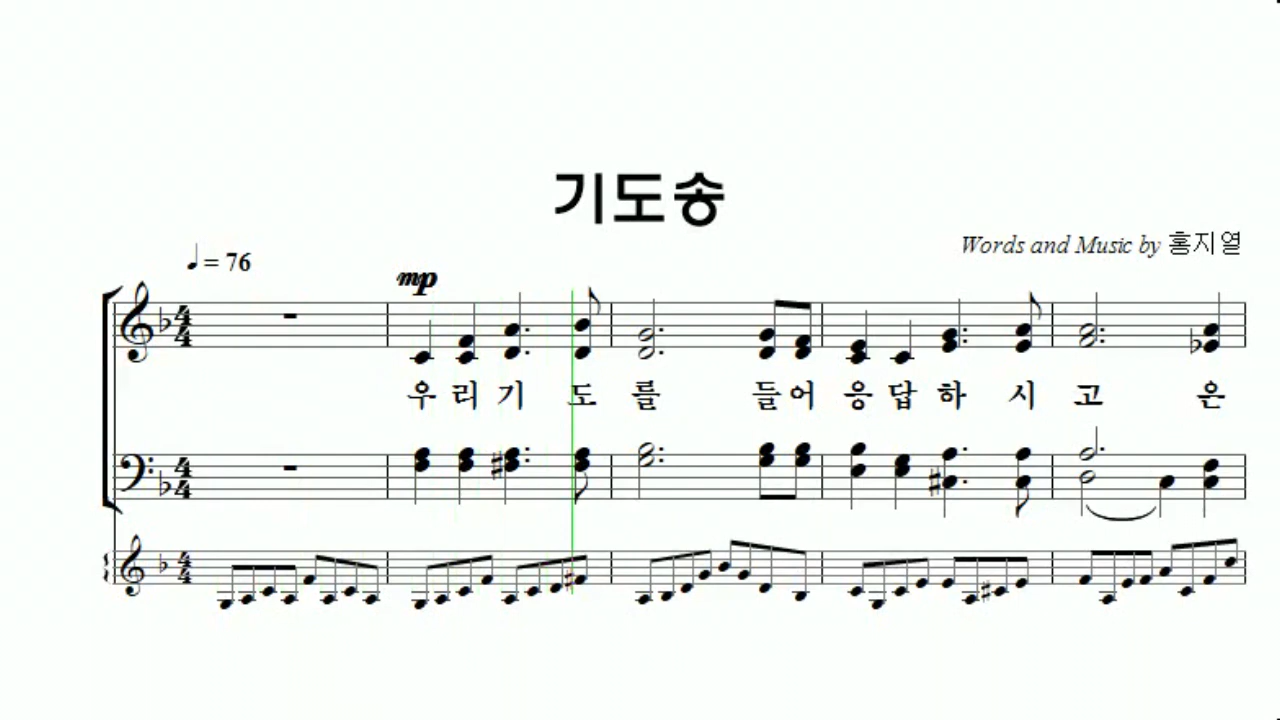 기도송
Words and Music by 홍지열
♩= 76
mp
우 리 기 도 를 들 어 응 답 하 시 고 은